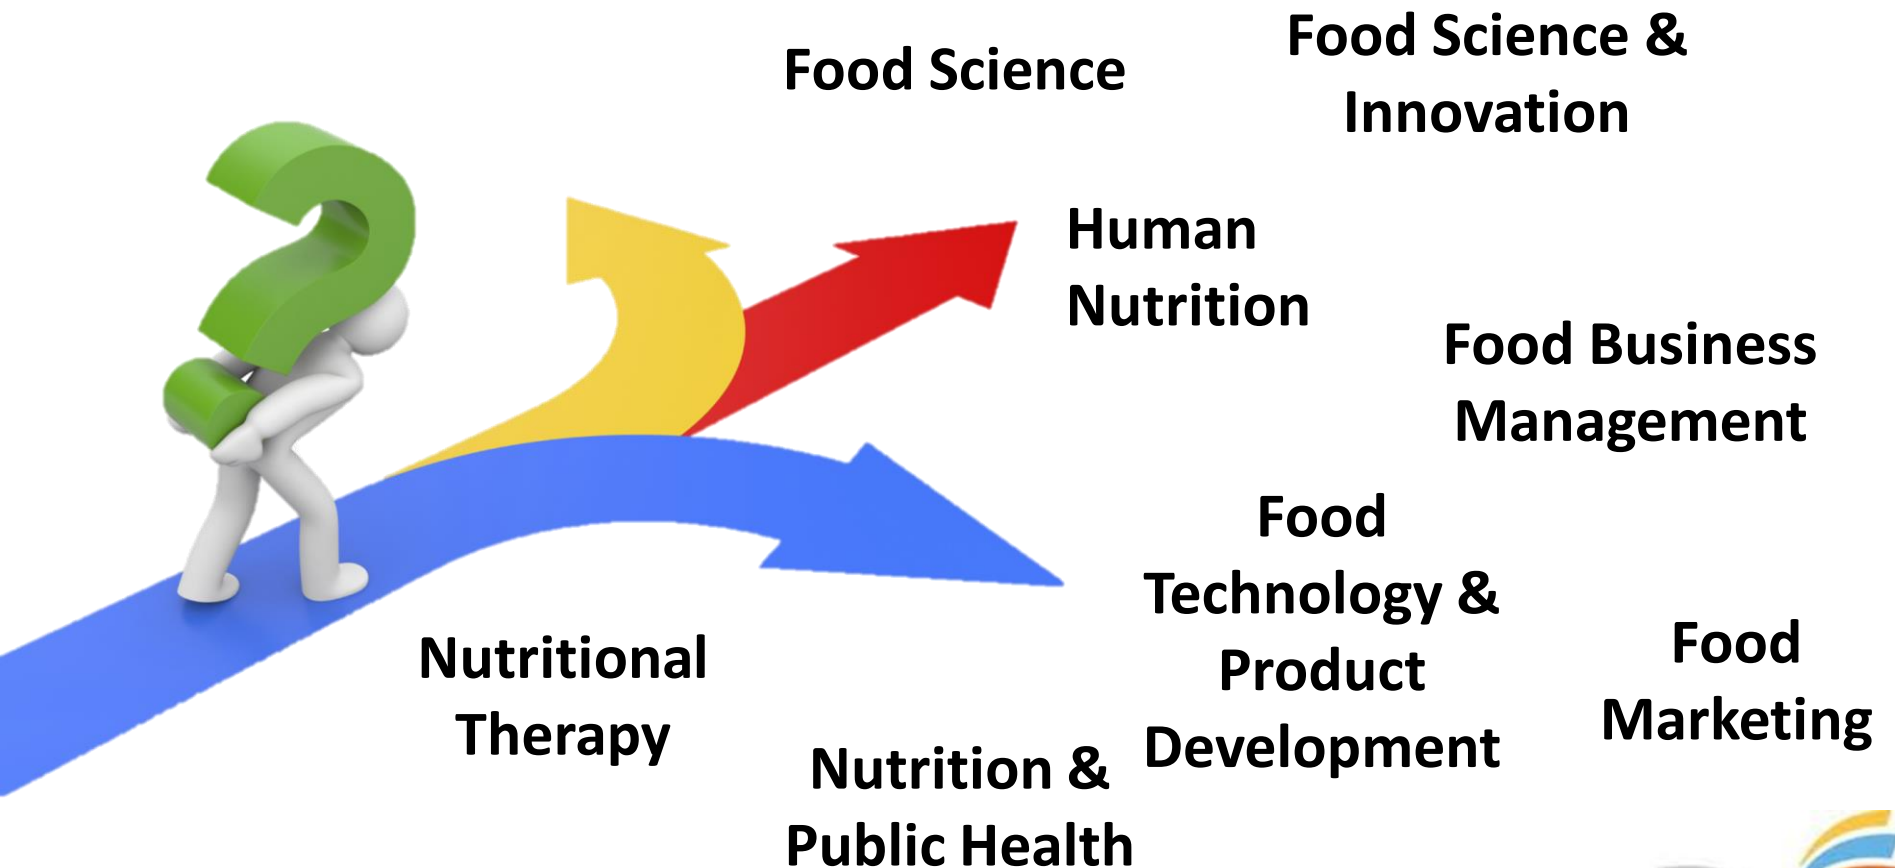 Food Science
Food Science &
Innovation
Human
Nutrition
Food Business
Management
Food
Technology &
Product
Development
Food
Marketing
Nutritional
Therapy
Nutrition &
Public Health